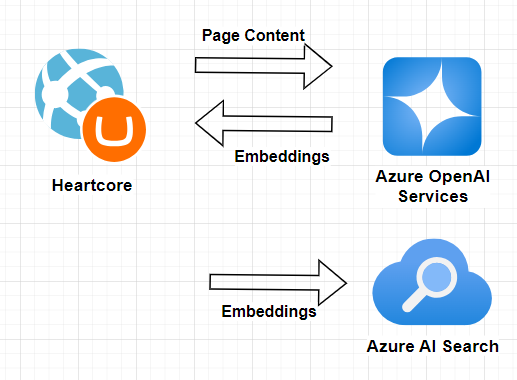 Page Content
Embeddings
Heartcore
Azure OpenAI
Services
Embeddings
Azure AI Search